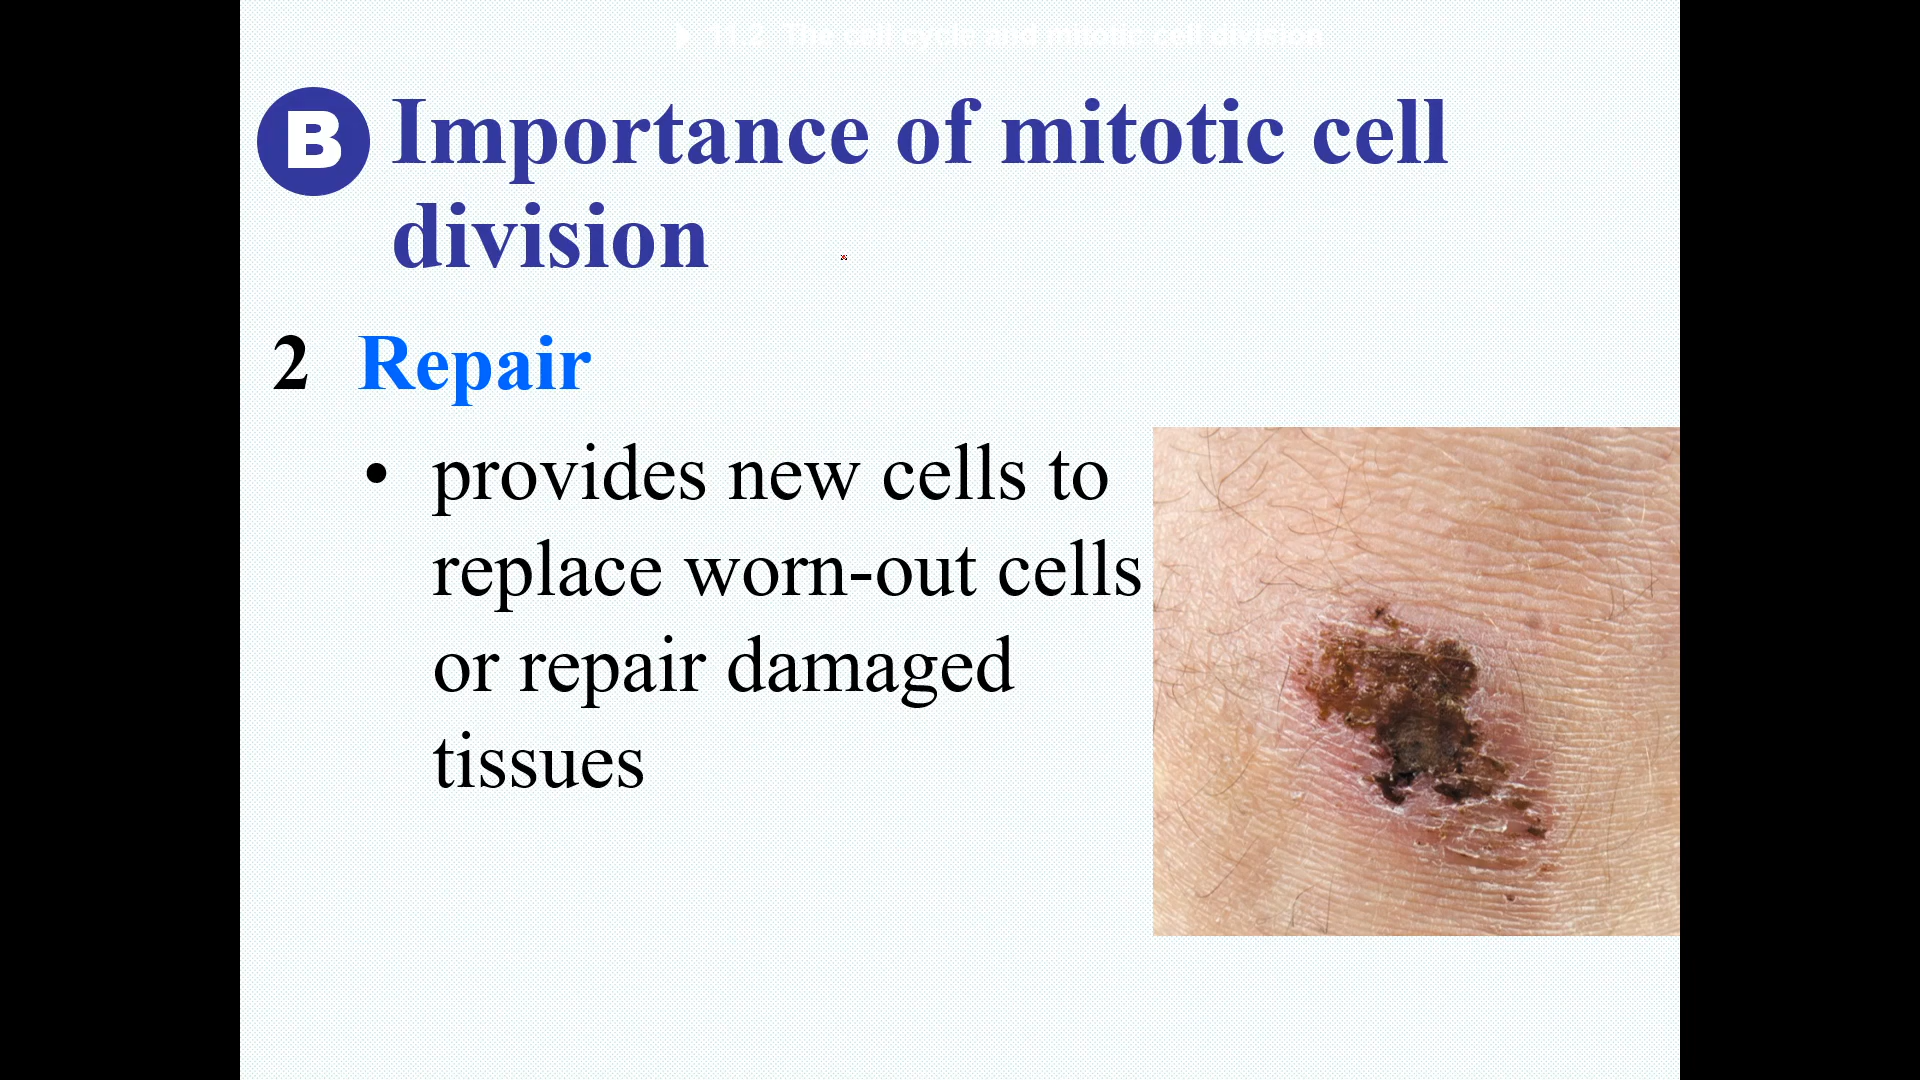 11.2 The cell cycle and mitotic cell division
B Importance of mitotic cell
division
2 Repair
• provides new cells to
replace worn-out cells
or repair damaged
tissues